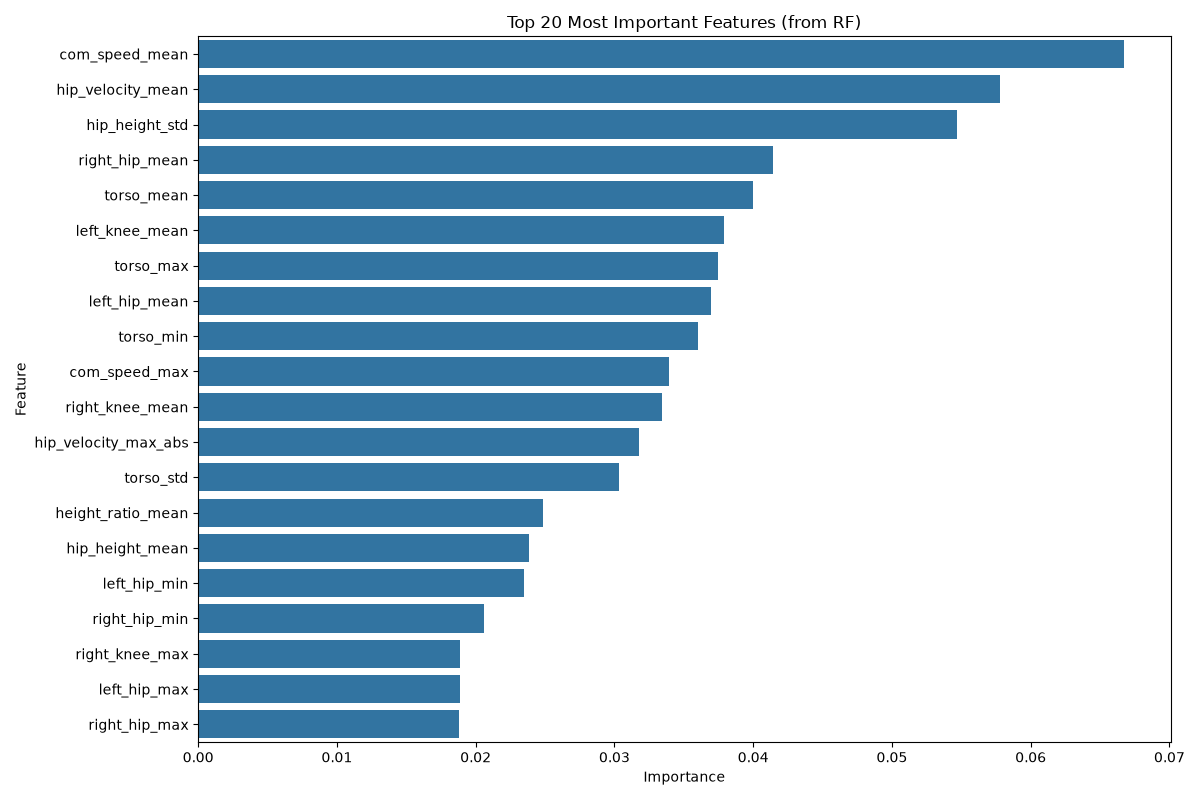 Top 20 Most Important Features (from RF)
com_speed_mean
hip_velocity_mean
hip_height_std
right_hip_mean
torso_mean
left_knee_mean
torso_max
left_hip_mean
torso_min
com_speed_max
right_knee_mean
hip_velocity_max_abs
torso_std
height_ratio_mean
hip_height_mean
left_hip_min
right_hip_min
right_knee_max
left_hip_max
right_hip_max
Feature
0.00 0.01 0.02 0.03 0.04 0.05 0.06 0.07
Importance